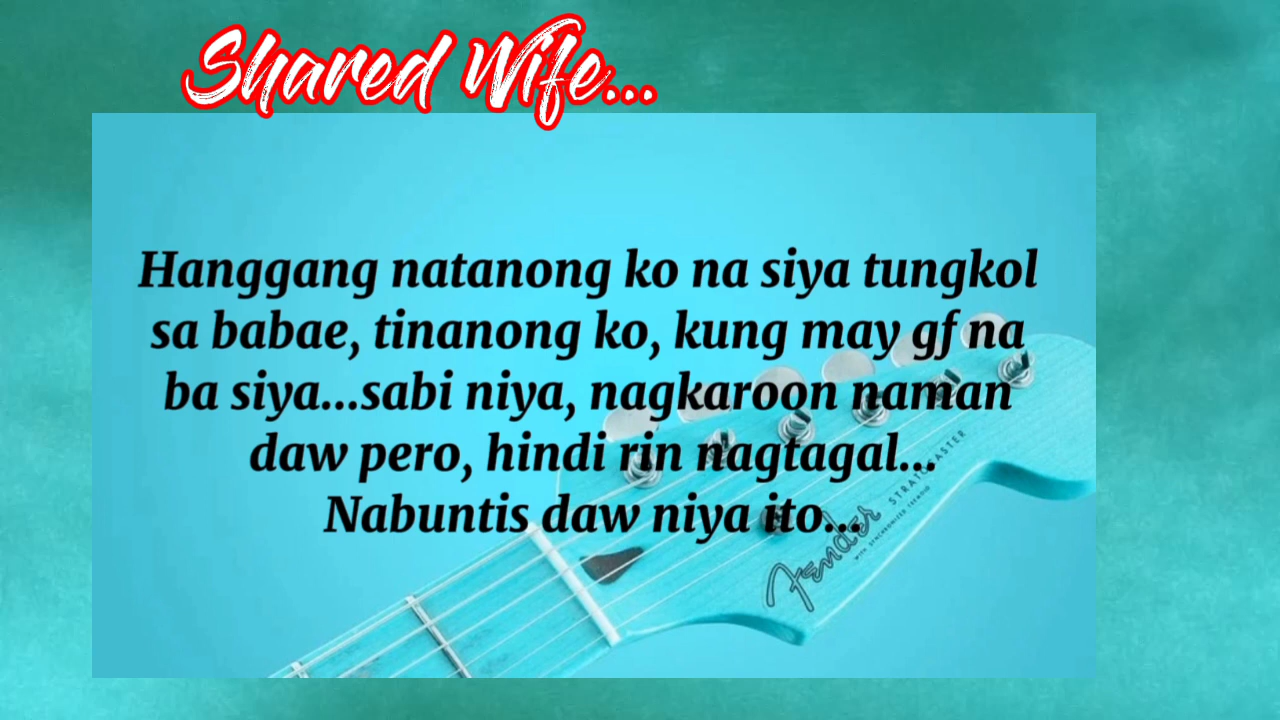 Shared Wife...
Hanggang natanong ko na siya tungkol
sa babae, tinanong ko, kung may gf na
ba siya...sabi niya, nagkaroon naman
daw pero, hindi rin nagtagal...
Nabuntis daw niya ito...
Fender
STRATOCASTER